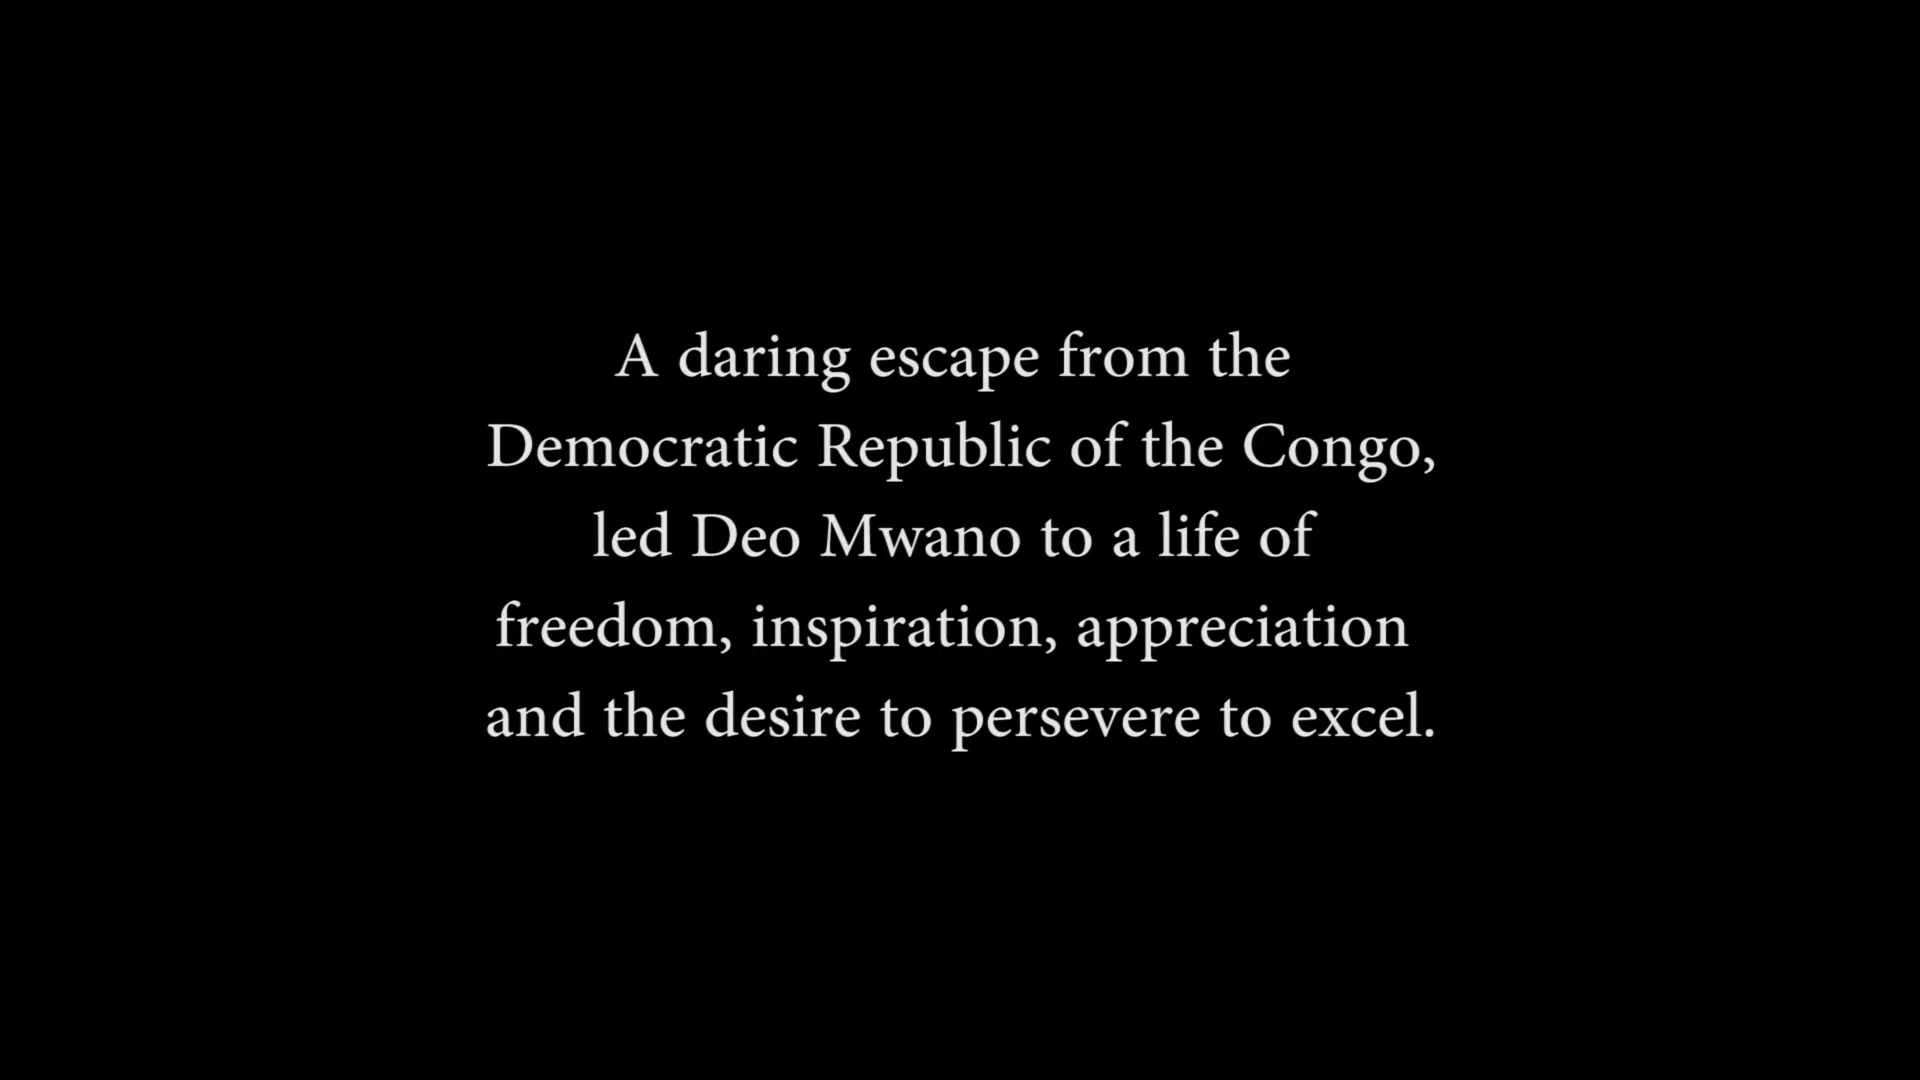 A daring escape from the
Democratic Republic of the Congo,
led Deo Mwano to a life of
freedom, inspiration, appreciation
and the desire to persevere to excel.